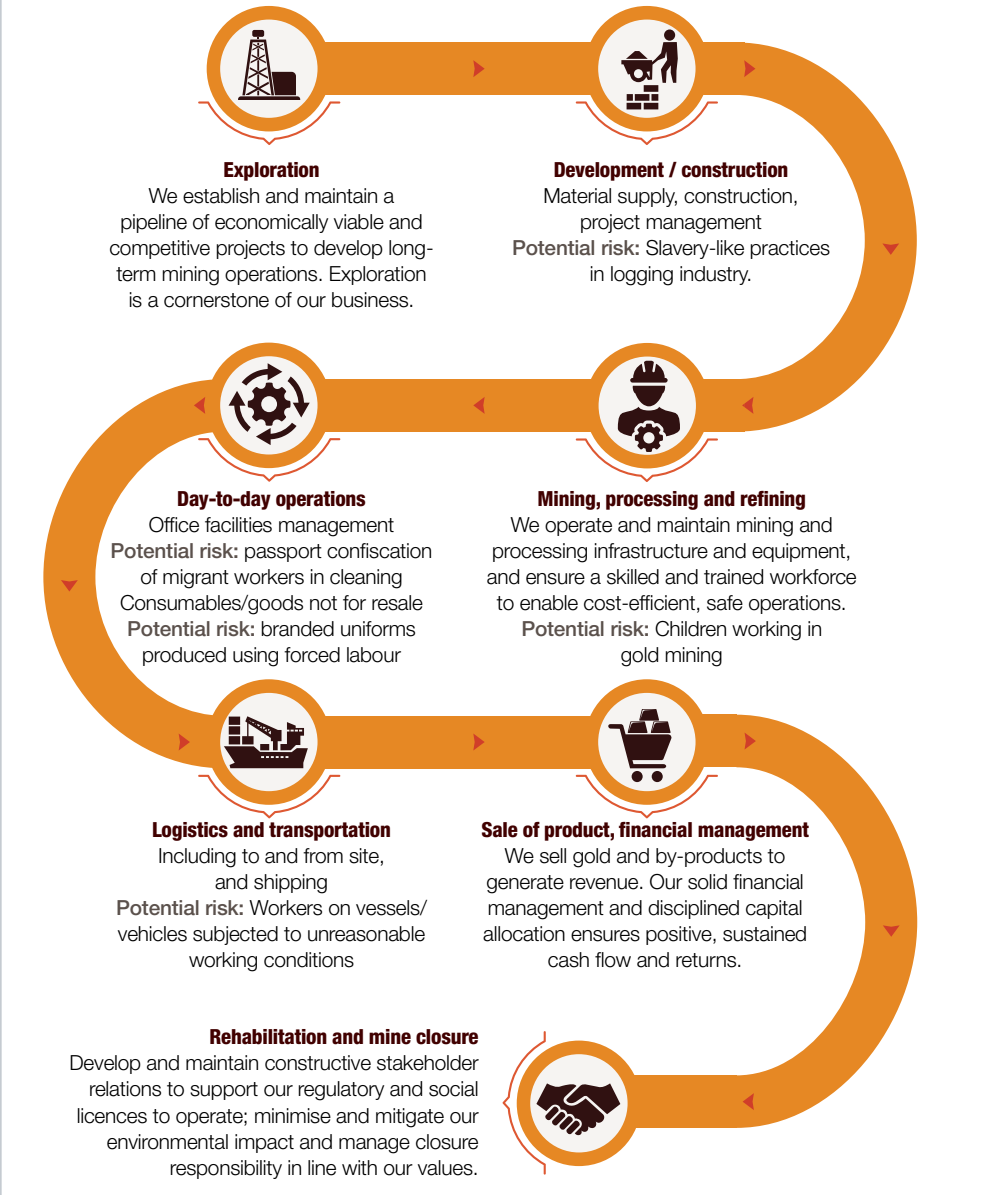 Exploration
We establish and maintain a
pipeline of economically viable and
competitive projects to develop long-
term mining operations. Exploration
is a cornerstone of our business.
Development / construction
Material supply, construction,
project management
Potential risk: Slavery-like practices
in logging industry.
Mining, processing and refining
We operate and maintain mining and
processing infrastructure and equipment,
and ensure a skilled and trained workforce
to enable cost-efficient, safe operations.
Potential risk: Children working in
gold mining
Day-to-day operations
Office facilities management
Potential risk: passport confiscation
of migrant workers in cleaning
Consumables/goods not for resale
Potential risk: branded uniforms
produced using forced labour
Logistics and transportation
Including to and from site,
and shipping
Potential risk: Workers on vessels/
vehicles subjected to unreasonable
working conditions
Sale of product, financial management
We sell gold and by-products to
generate revenue. Our solid financial
management and disciplined capital
allocation ensures positive, sustained
cash flow and returns.
Rehabilitation and mine closure
Develop and maintain constructive stakeholder
relations to support our regulatory and social
licences to operate; minimise and mitigate our
environmental impact and manage closure
responsibility in line with our values.